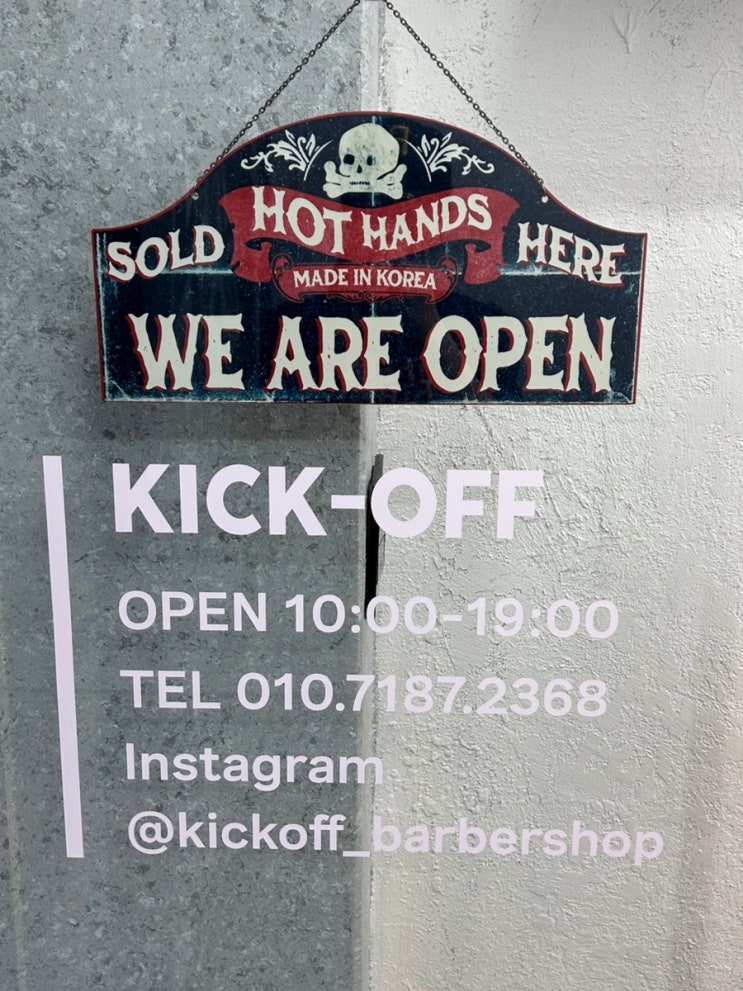 SOLD HOT HANDS HERE
MADE IN KOREA
WE ARE OPEN
KICK-OFF
OPEN 10:00-19:00
TEL 010.7187.2368
Instagram
@kickoff_barbershop